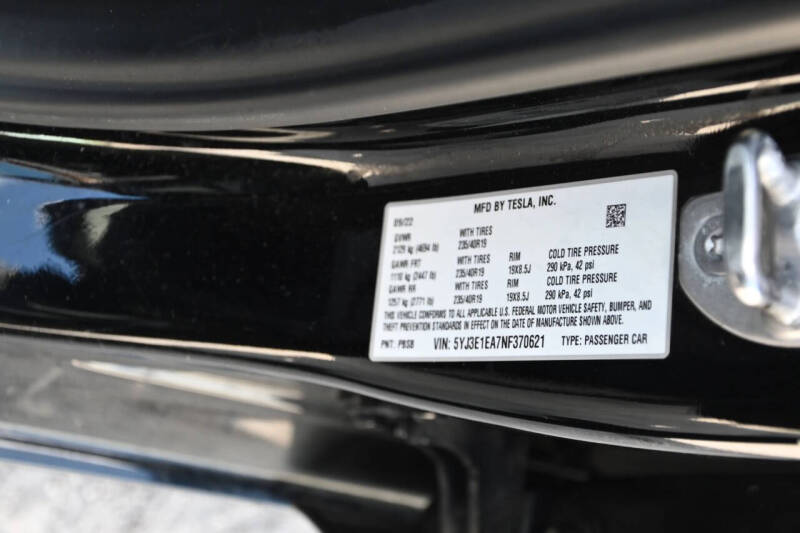 MFD BY TESLA, INC.
09/22
GVWR WITH TIRES
2129 kg (4694 lb) 235/40R19
GAWR FRT WITH TIRES RIM COLD TIRE PRESSURE
1110 kg (2447 lb) 235/40R19 19X8.5J 290 kPa, 42 psi
GAWR RR WITH TIRES RIM COLD TIRE PRESSURE
1257 kg (2771 lb) 235/40R19 19X8.5J 290 kPa, 42 psi
THIS VEHICLE CONFORMS TO ALL APPLICABLE U.S. FEDERAL MOTOR VEHICLE SAFETY, BUMPER, AND
THEFT PREVENTION STANDARDS IN EFFECT ON THE DATE OF MANUFACTURE SHOWN ABOVE.
PNT: PBSB VIN: 5YJ3E1EA7NF370621 TYPE: PASSENGER CAR